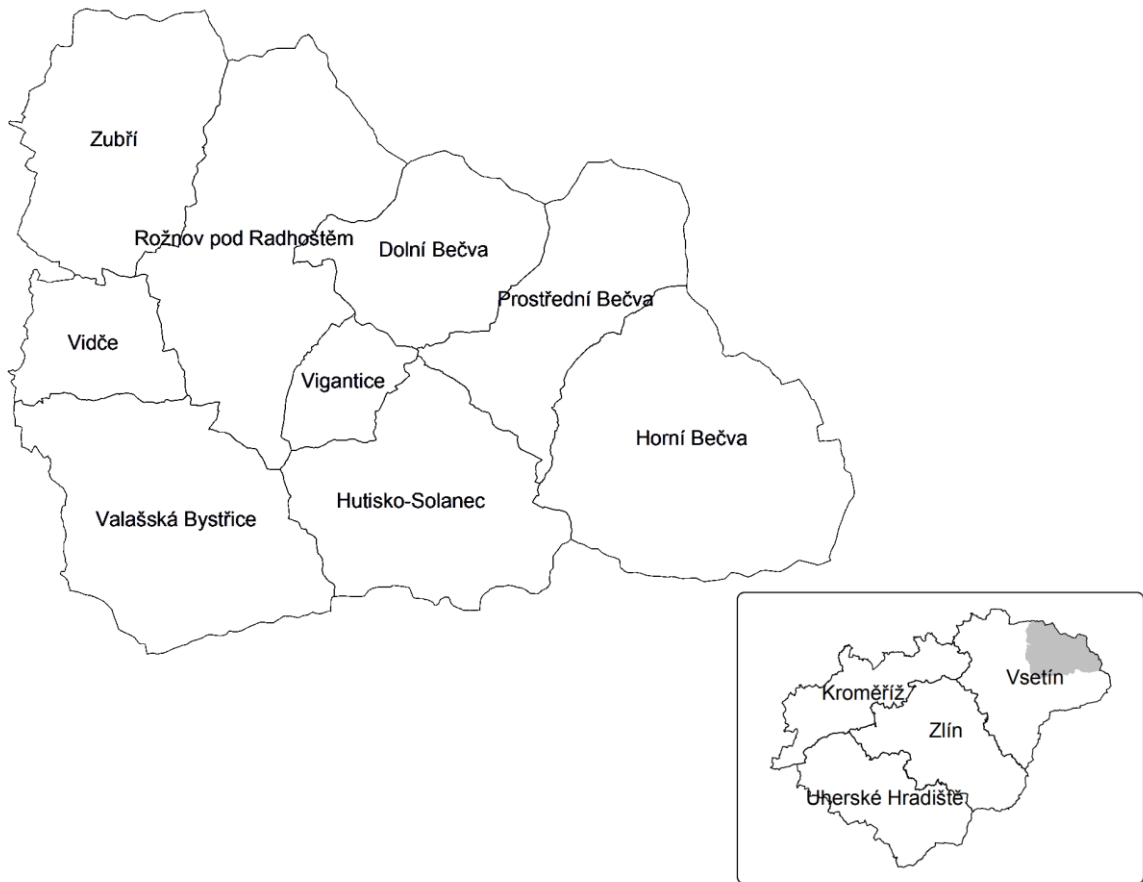 Zubří
Rožnov pod Radhoštěm
Dolní Bečva
Prostřední Bečva
Vidče
Vigantice
Horní Bečva
Valašská Bystřice
Hutisko-Solanec
Vsetín
Kroměříž
Zlín
Uherské Hradiště